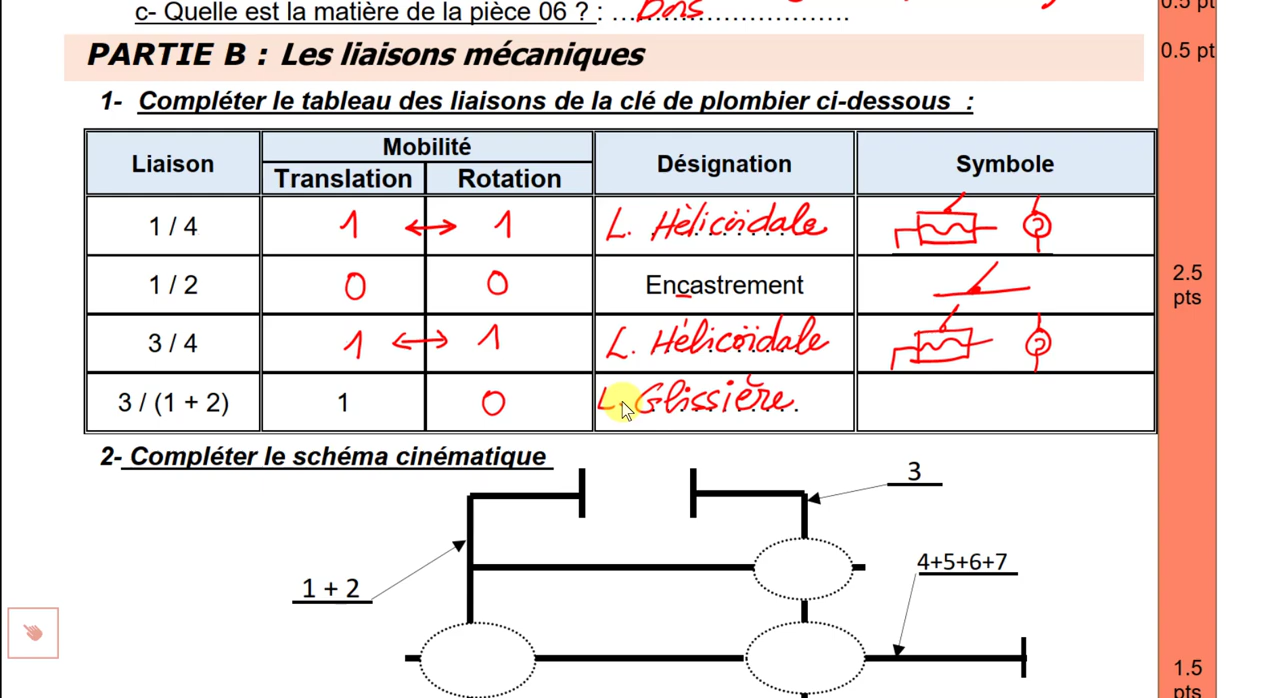 c- Quelle est la matière de la pièce 06 ? : Bois
0.5 pt
PARTIE B : Les liaisons mécaniques
0.5 pt
1- Compléter le tableau des liaisons de la clé de plombier ci-dessous :
Liaison Mobilité Désignation Symbole
Translation Rotation
1 / 4 1 ↔ 1 L. Hélicoïdale
1 / 2 0 0 Encastrement
2.5 pts
3 / 4 1 ↔ 1 L. Hélicoïdale
3 / (1 + 2) 1 0 L. Glissière
2- Compléter le schéma cinématique
3
4+5+6+7
1 + 2
1.5 pts